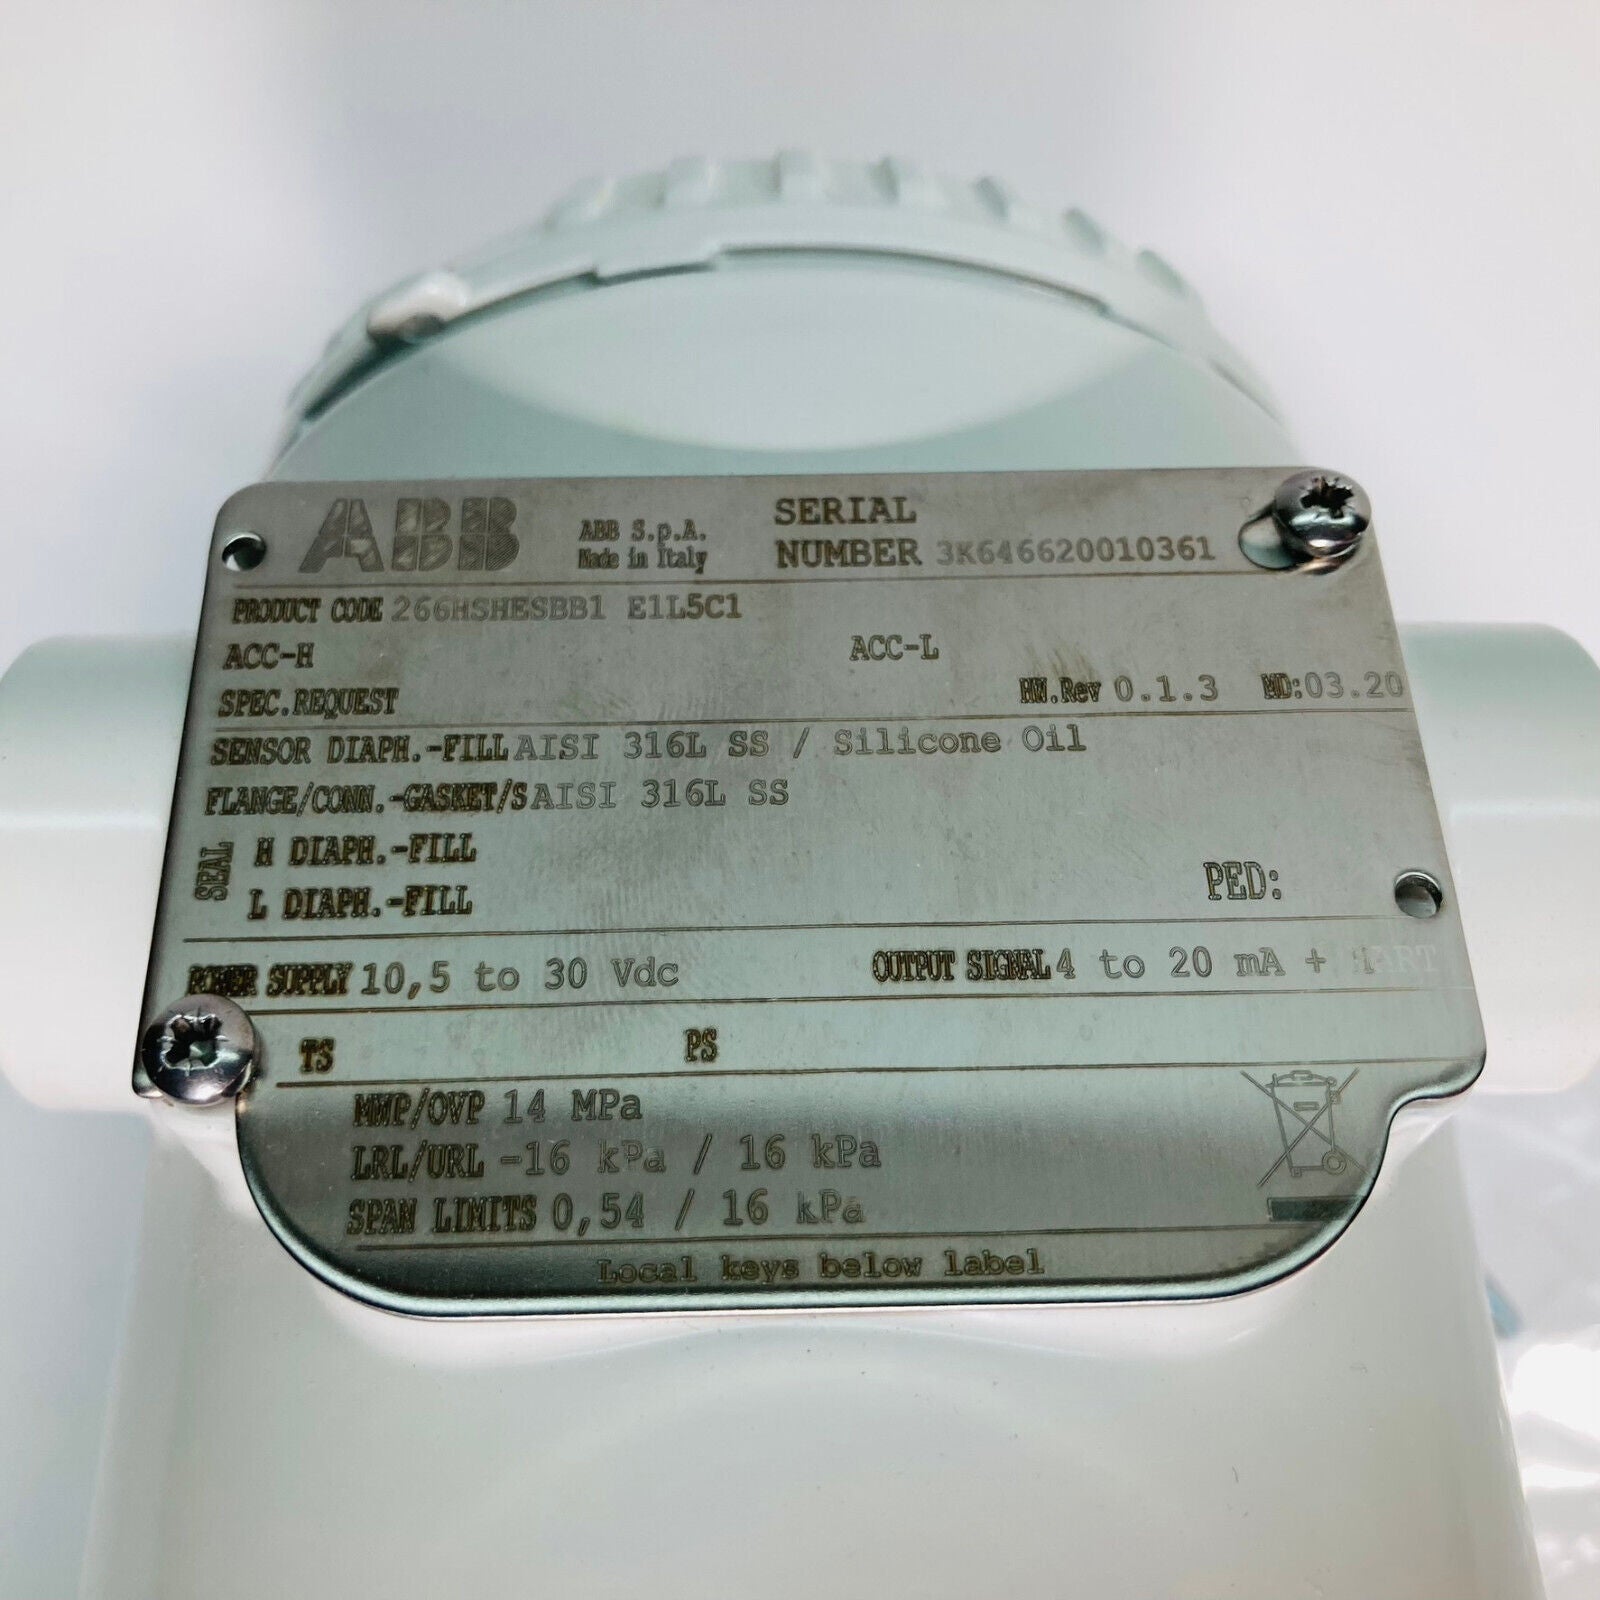 ABB
ABB S.p.A.
Made in Italy
SERIAL
NUMBER 3K646620010361
PRODUCT CODE 266HSHESBB1 E1L5C1
ACC-H ACC-L
SPEC.REQUEST HW.Rev 0.1.3 MD:03.20
SENSOR DIAPH.-FILL AISI 316L SS / Silicone Oil
FLANGE/CONN.-GASKET/S AISI 316L SS
SEAL
H DIAPH.-FILL
L DIAPH.-FILL
PED:
POWER SUPPLY 10,5 to 30 Vdc OUTPUT SIGNAL 4 to 20 mA + HART
TS PS
MWP/OVP 14 MPa
LRL/URL -16 kPa / 16 kPa
SPAN LIMITS 0,54 / 16 kPa
Local keys below label